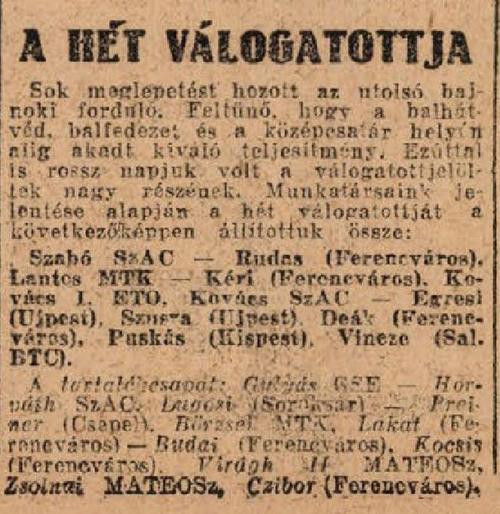 A HÉT VÁLOGATOTTJA
Sok meglepetést hozott az utolsó baj-
noki forduló. Feltünő, hogy a balhát-
véd, balfedezet és a középcsatár helyén
alig akadt kiváló teljesitmény. Ezúttal
is rossz napjuk volt a válogatottjelöl-
tek nagy részének. Munkatársaink je-
lentése alapján a hét válogatottját a
következőképpen állitottuk össze:
Szabó SzAC — Rudas (Ferencváros),
Lantos MTK — Kéri (Ferencváros), Ko-
vács I. ETO, Kovács SzAC — Egresi
(Ujpest), Szusza (Ujpest), Deák (Ferenc-
város), Puskás (Kispest), Vincze (Sal.
BTC).
A tartalékcsapat: Gulyás — Hor-
váth SzAC, Lugosi (Soroksár) — Prei-
ner (Csepel), Börzsei MTK, Lakat (Fe-
rencváros) — Budai (Ferencváros), Kocsis
(Ferencváros), Virágh II MATEOSz,
Zsolnai MATEOSz, Czibor (Ferencváros).